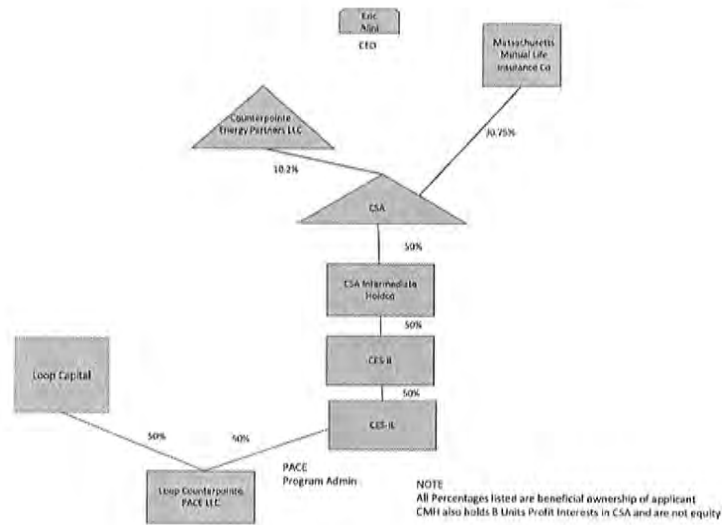 Eric
Alini
CEO
Massachusetts
Mutual Life
Insurance Co
Counterpointe
Energy Partners LLC
70.75%
10.2%
CSA
50%
CSA Intermediate
Holdco
50%
CES-II
50%
CES-IL
Loop Capital
50%
50%
Loop Counterpointe
PACE LLC
PACE
Program Admin
NOTE
All Percentages listed are beneficial ownership of applicant
CMH also holds B Units Profit Interests in CSA and are not equity